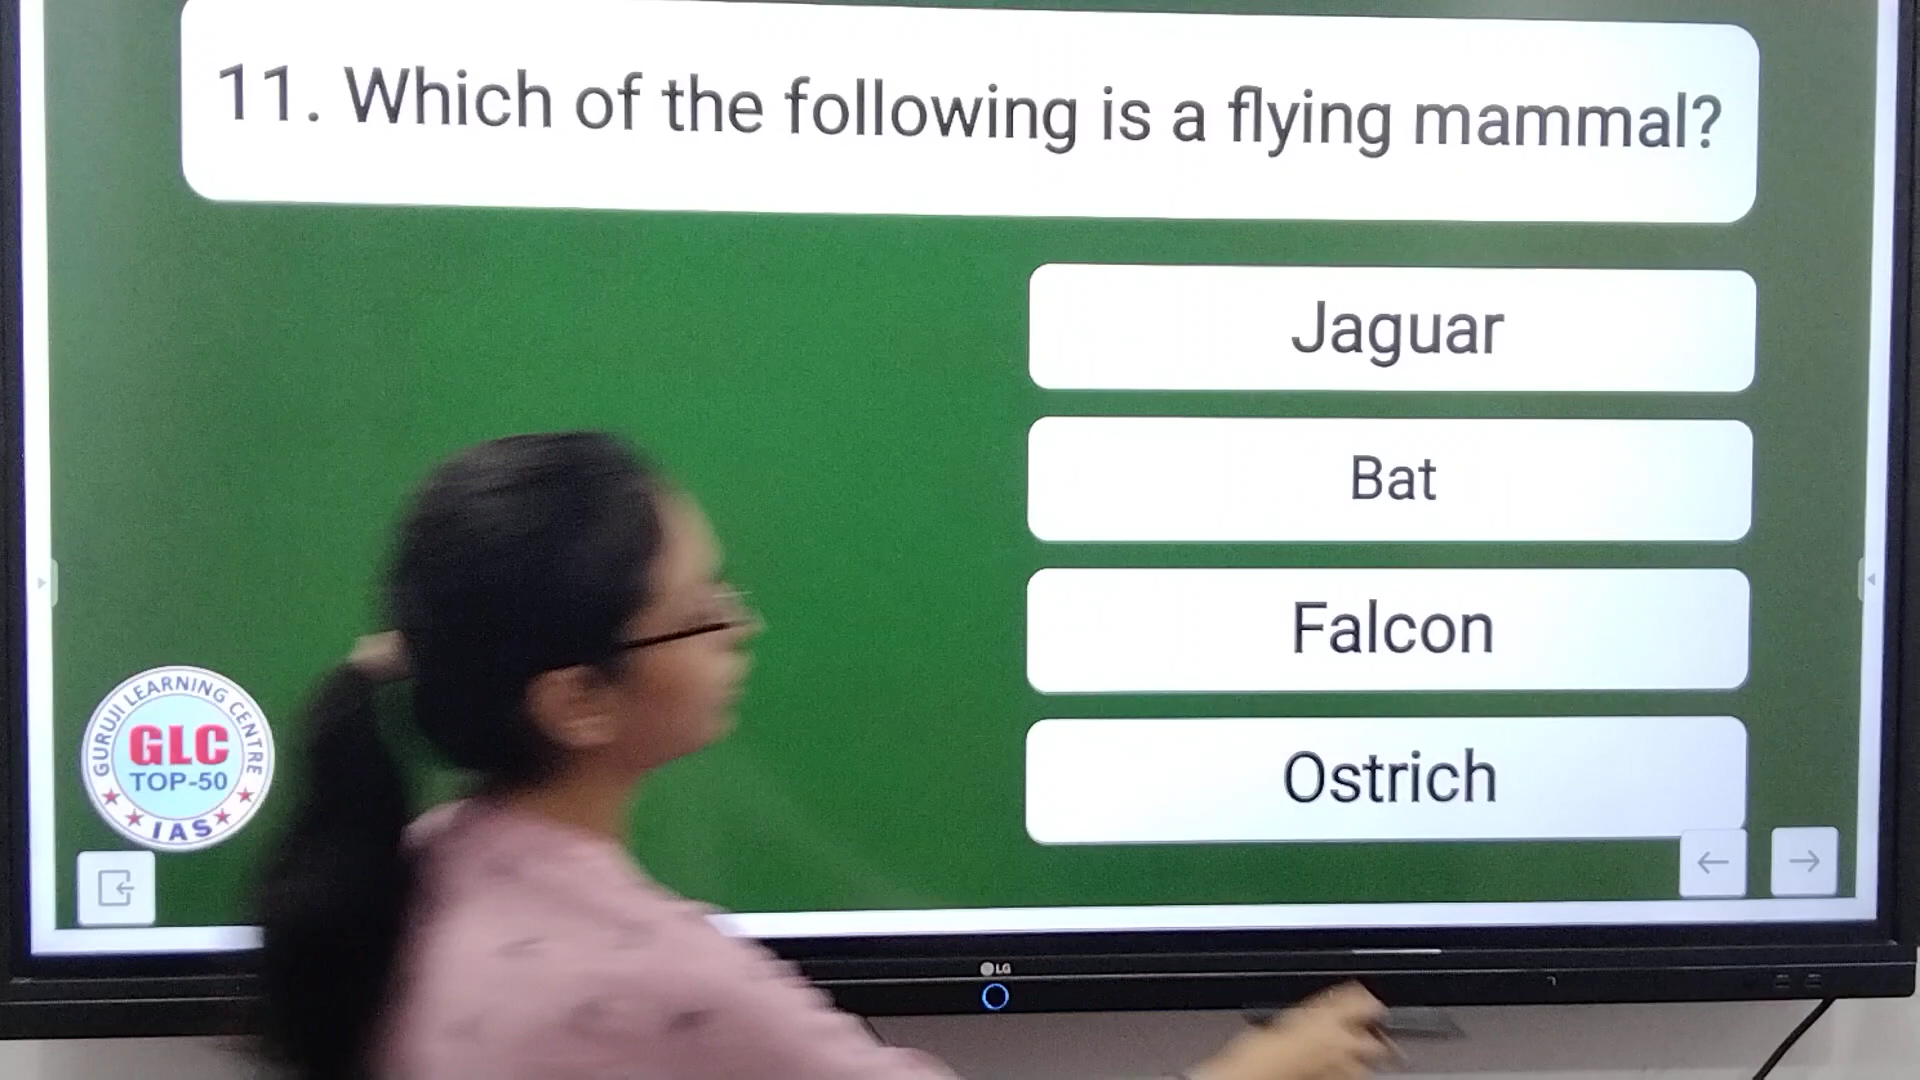 11. Which of the following is a flying mammal?
Jaguar
Bat
Falcon
Ostrich
GURUJI LEARNING CENTRE
GLC
TOP-50
IAS
LG